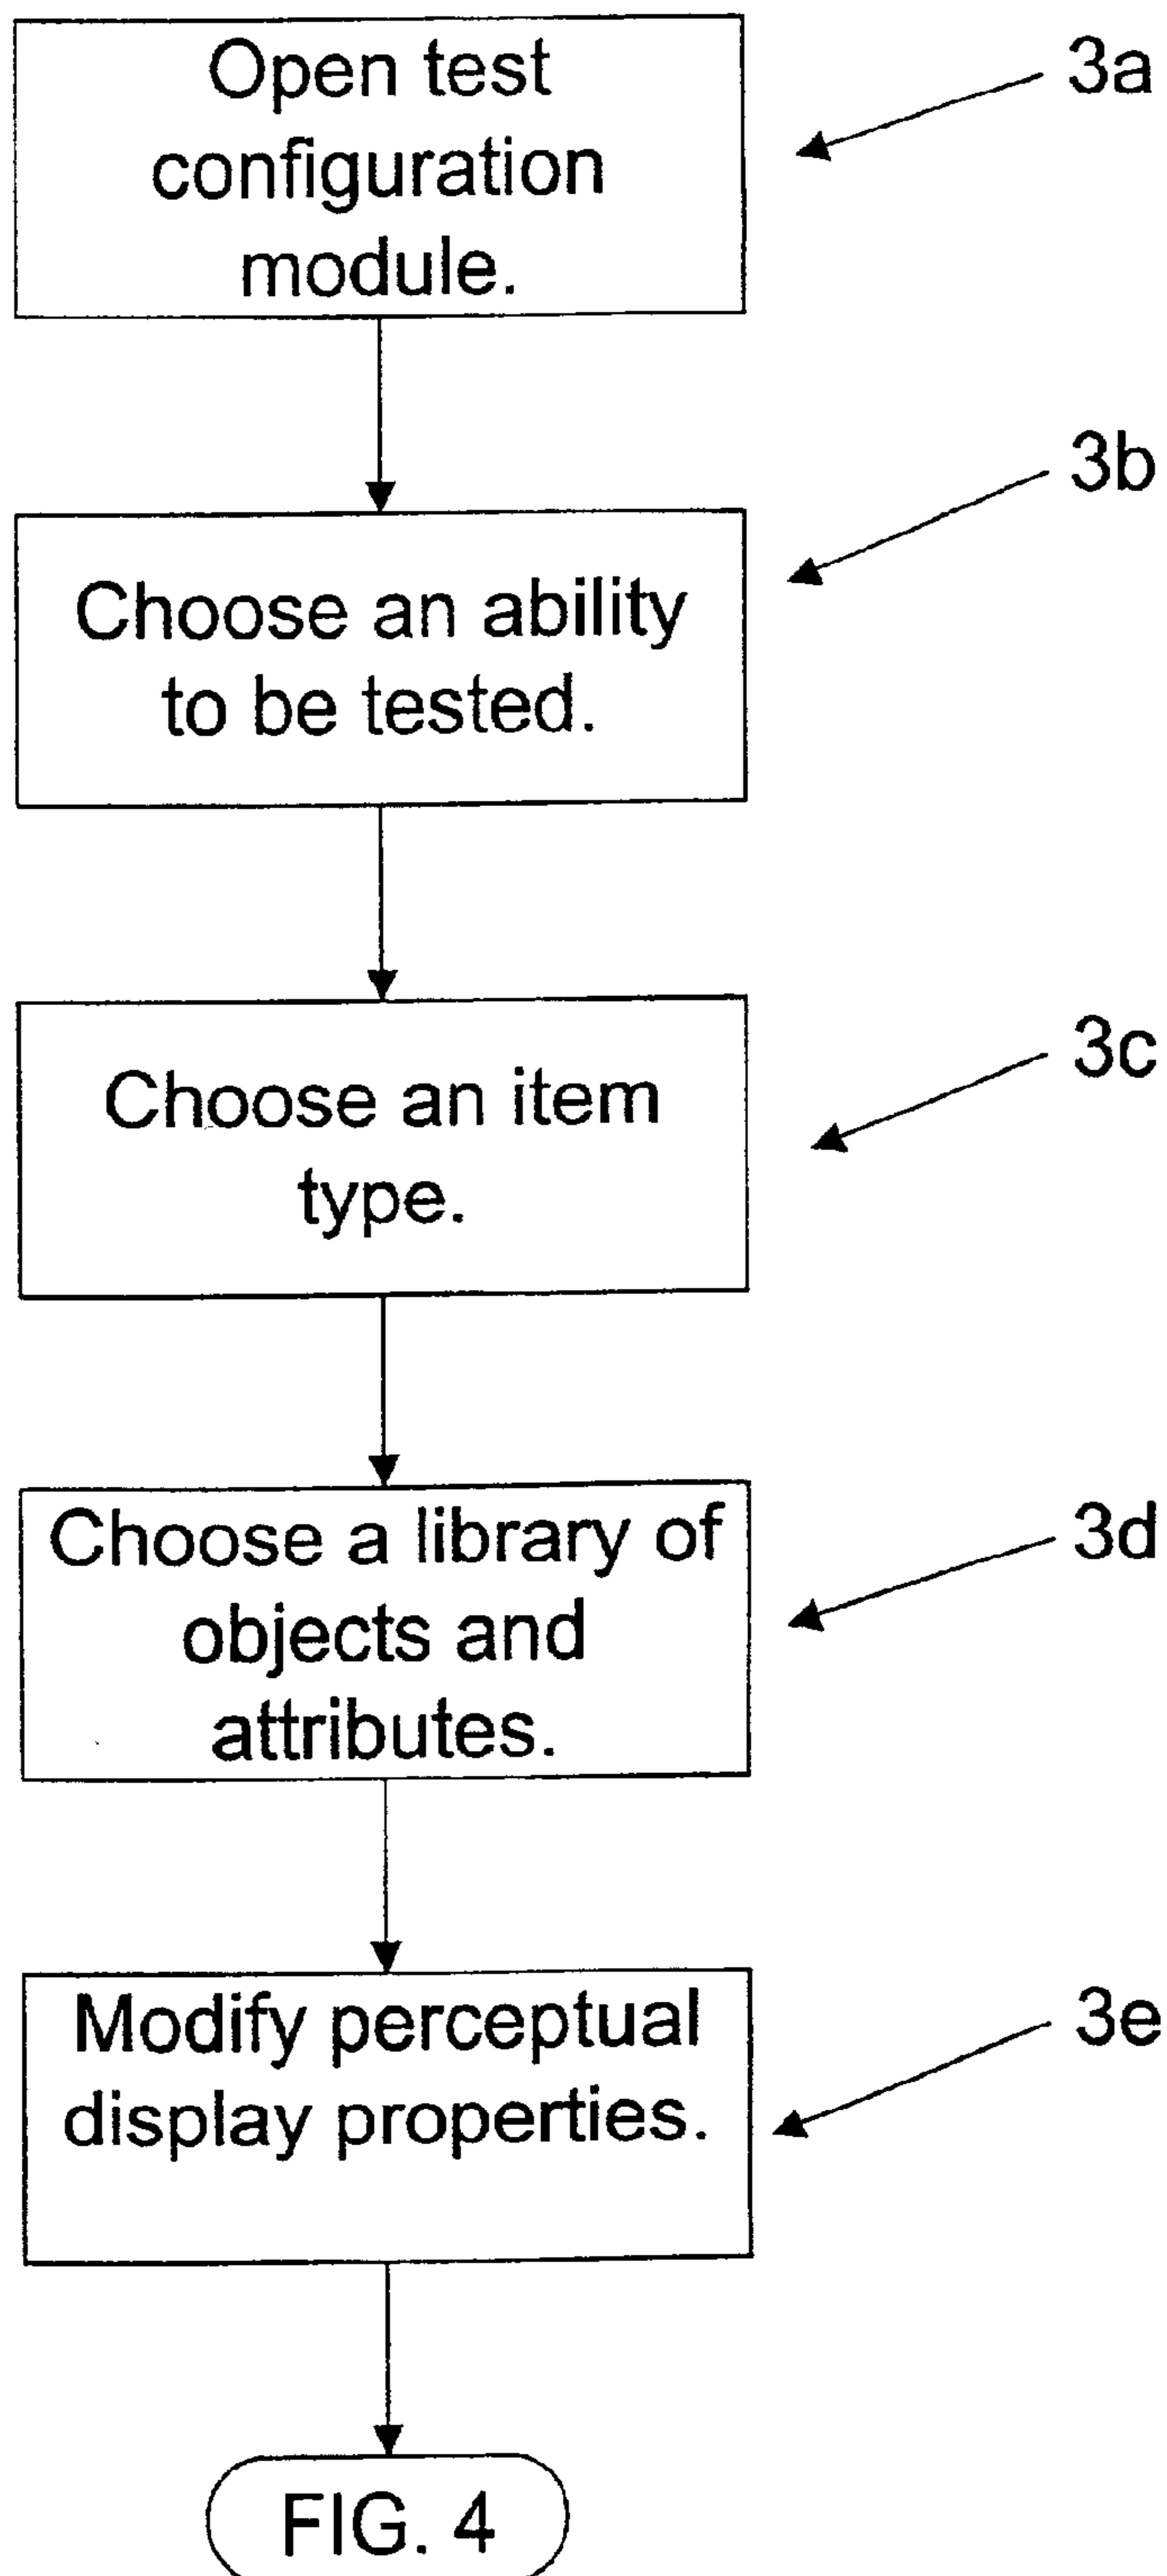 Open test
configuration
module.
3a
Choose an ability
to be tested.
3b
Choose an item
type.
3c
Choose a library of
objects and
attributes.
3d
Modify perceptual
display properties.
3e
FIG. 4